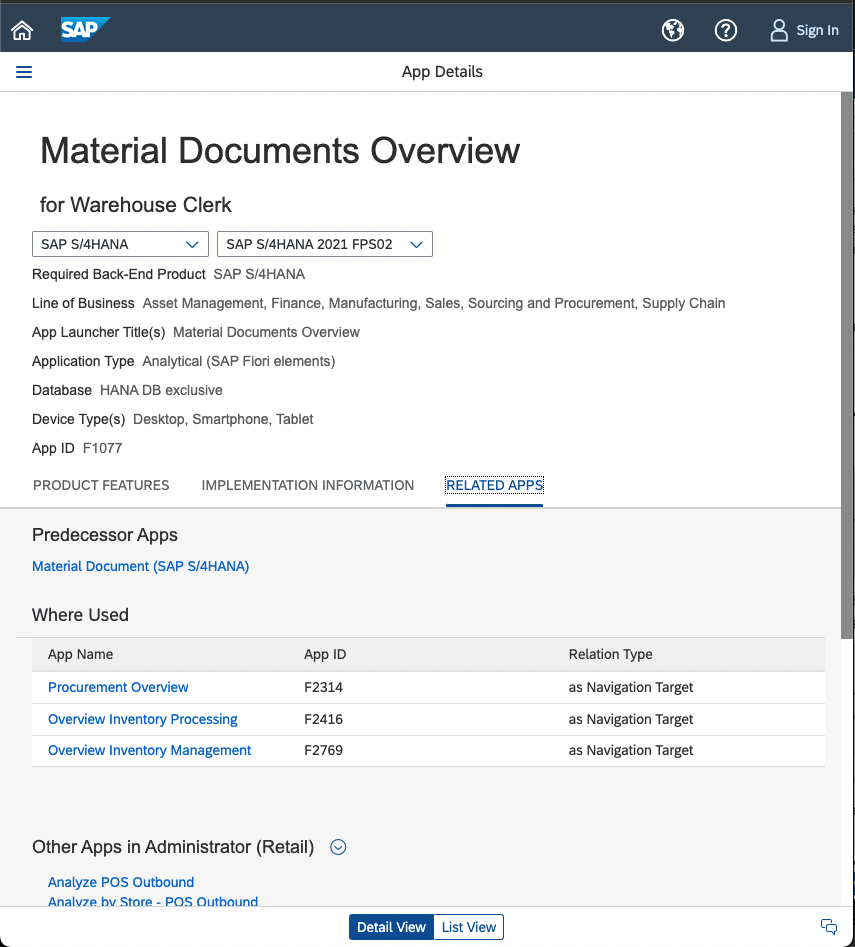 SAP
Sign In
App Details
Material Documents Overview
for Warehouse Clerk
SAP S/4HANA SAP S/4HANA 2021 FPS02
Required Back-End Product SAP S/4HANA
Line of Business Asset Management, Finance, Manufacturing, Sales, Sourcing and Procurement, Supply Chain
App Launcher Title(s) Material Documents Overview
Application Type Analytical (SAP Fiori elements)
Database HANA DB exclusive
Device Type(s) Desktop, Smartphone, Tablet
App ID F1077
PRODUCT FEATURES IMPLEMENTATION INFORMATION RELATED APPS
Predecessor Apps
Material Document (SAP S/4HANA)
Where Used
App Name App ID Relation Type
Procurement Overview F2314 as Navigation Target
Overview Inventory Processing F2416 as Navigation Target
Overview Inventory Management F2769 as Navigation Target
Other Apps in Administrator (Retail)
Analyze POS Outbound
Analyze by Store - POS Outbound
Detail View List View